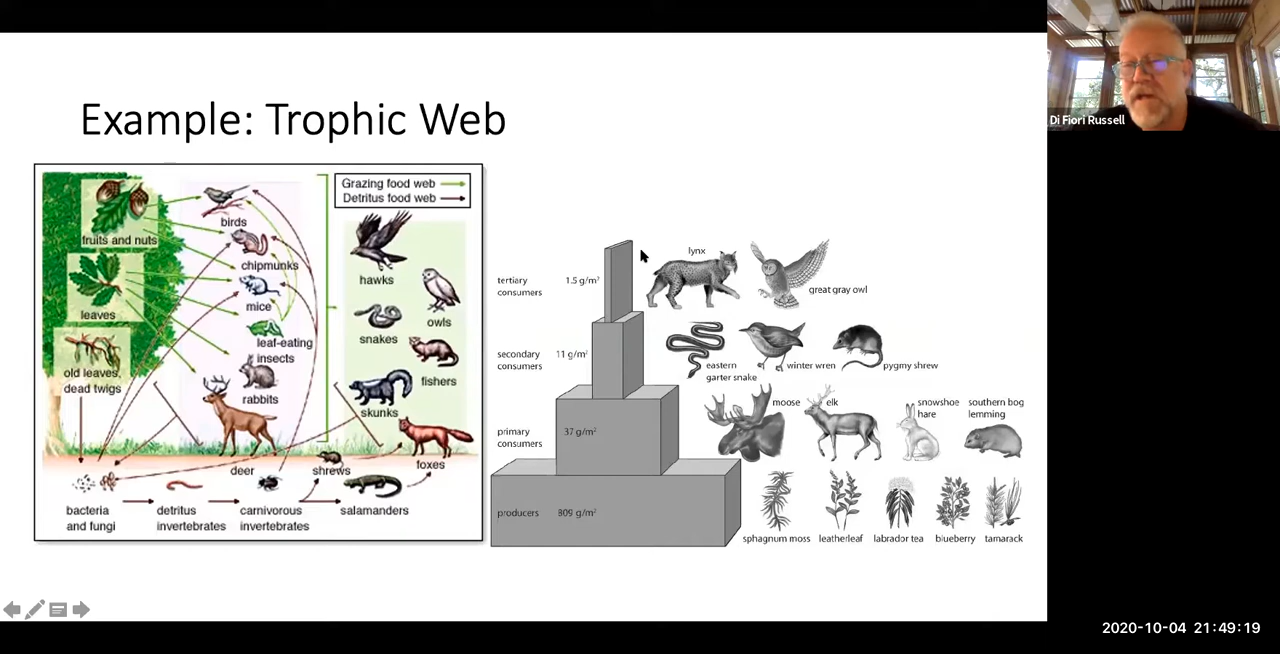 Example: Trophic Web
Di Fiori Russell
Grazing food web
Detritus food web
fruits and nuts
birds
chipmunks
hawks
leaves
mice
owls
leaf-eating
insects
snakes
old leaves,
dead twigs
rabbits
fishers
skunks
deer
shrews
foxes
bacteria
and fungi
detritus
invertebrates
carnivorous
invertebrates
salamanders
tertiary
consumers
1.5 g/m²
lynx
great gray owl
secondary
consumers
11 g/m²
eastern
garter snake
winter wren
pygmy shrew
primary
consumers
37 g/m²
moose
elk
snowshoe
hare
southern bog
lemming
producers
809 g/m²
sphagnum moss
leatherleaf
labrador tea
blueberry
tamarack
2020-10-04 21:49:19